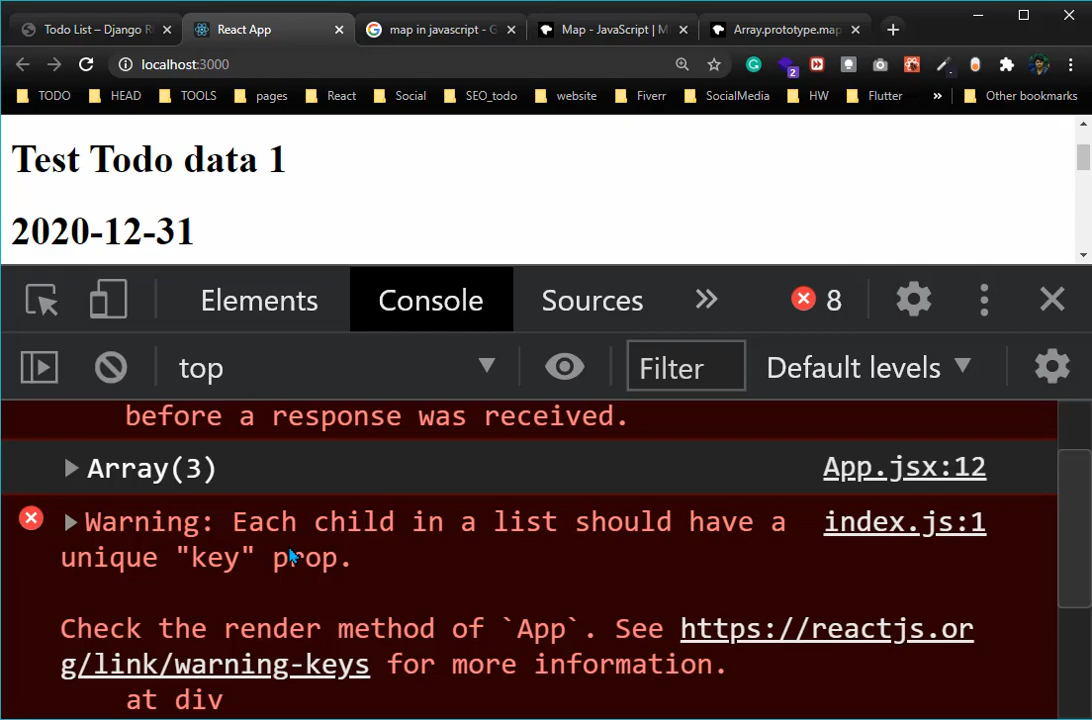 Todo List – Django R
React App
map in javascript - G
Map - JavaScript | M
Array.prototype.map
localhost:3000
2
TODO
HEAD
TOOLS
pages
React
Social
SEO_todo
website
Fiverr
SocialMedia
HW
Flutter
»
Other bookmarks
Test Todo data 1
2020-12-31
Elements
Console
Sources
8
top
Filter
Default levels
before a response was received.
Array(3)
App.jsx:12
Warning: Each child in a list should have a
index.js:1
unique "key" prop.
Check the render method of `App`. See https://reactjs.or
g/link/warning-keys for more information.
at div